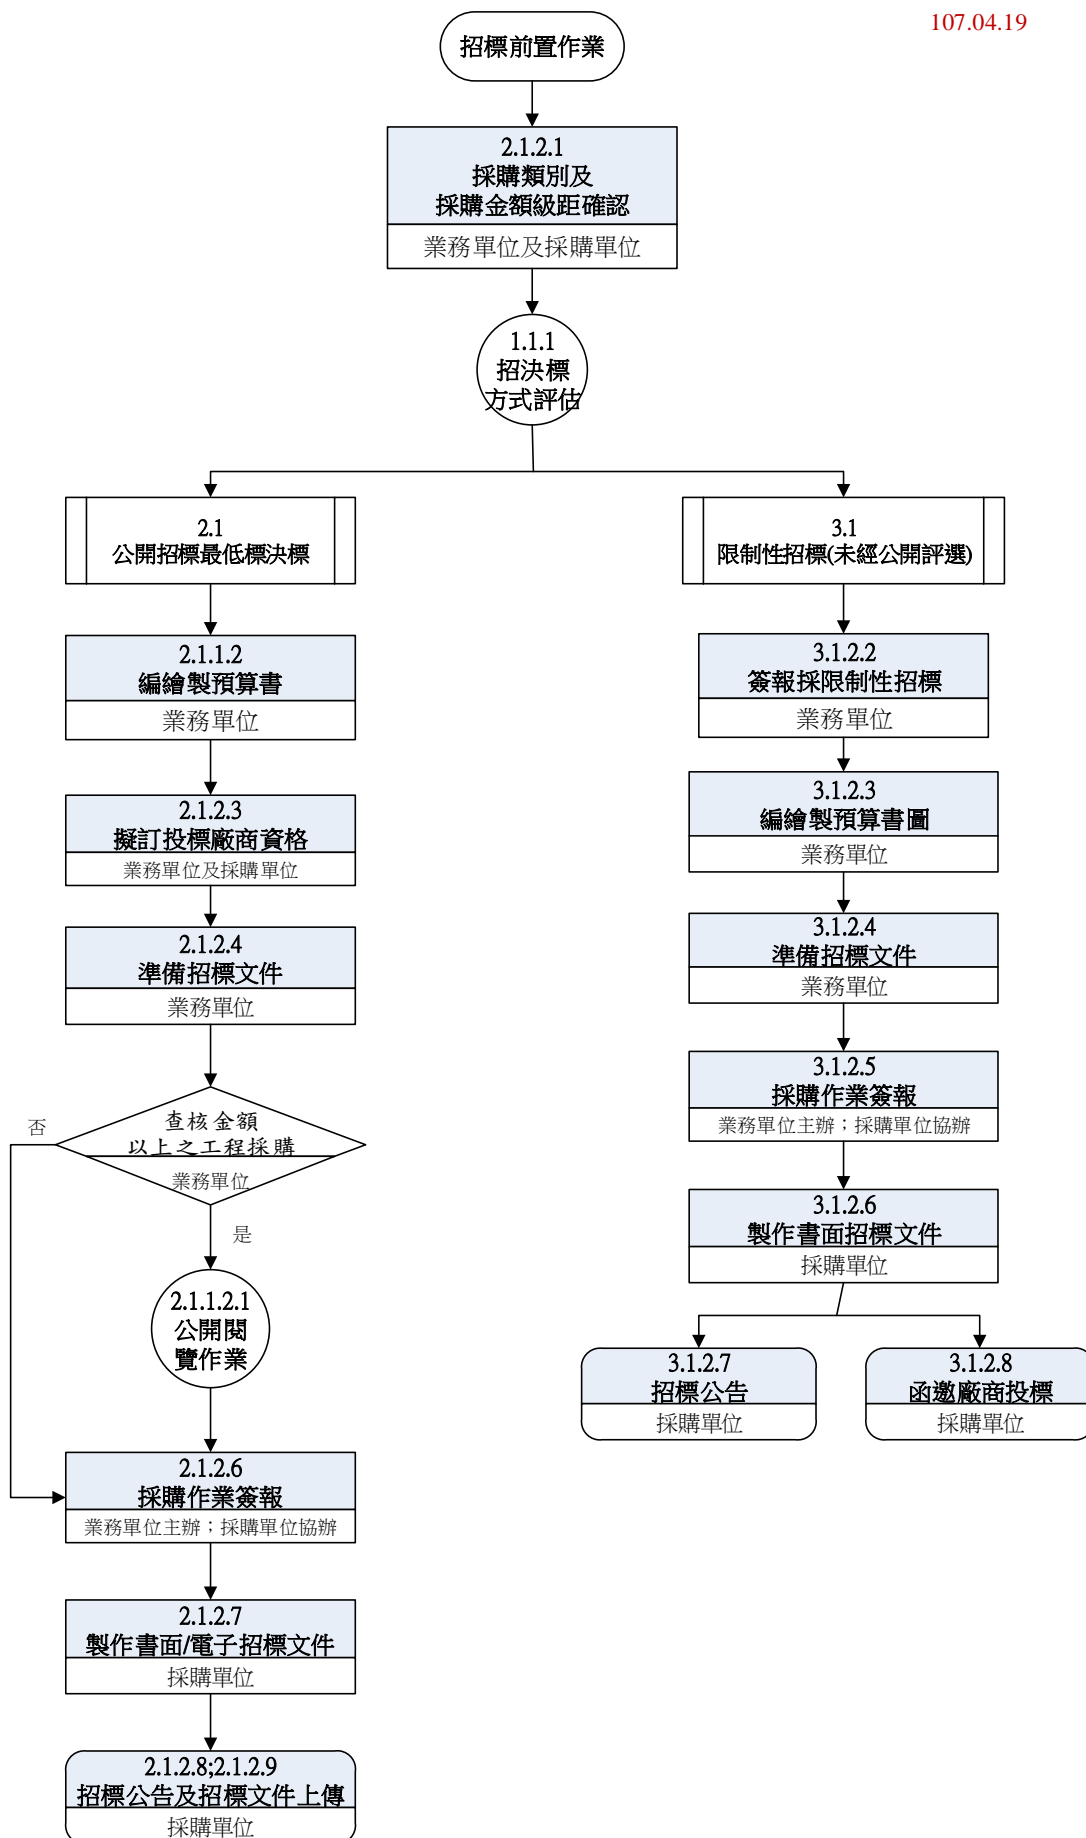 107.04.19
招標前置作業
2.1.2.1
採購類別及
採購金額級距確認
業務單位及採購單位
1.1.1
招決標
方式評估
2.1
公開招標最低標決標
2.1.1.2
編繪製預算書
業務單位
2.1.2.3
擬訂投標廠商資格
業務單位及採購單位
2.1.2.4
準備招標文件
業務單位
查核金額
以上之工程採購
業務單位
否
是
2.1.1.2.1
公開閱
覽作業
2.1.2.6
採購作業簽報
業務單位主辦；採購單位協辦
2.1.2.7
製作書面/電子招標文件
採購單位
2.1.2.8;2.1.2.9
招標公告及招標文件上傳
採購單位
3.1
限制性招標(未經公開評選)
3.1.2.2
簽報採限制性招標
業務單位
3.1.2.3
編繪製預算書圖
業務單位
3.1.2.4
準備招標文件
業務單位
3.1.2.5
採購作業簽報
業務單位主辦；採購單位協辦
3.1.2.6
製作書面招標文件
採購單位
3.1.2.7
招標公告
採購單位
3.1.2.8
函邀廠商投標
採購單位